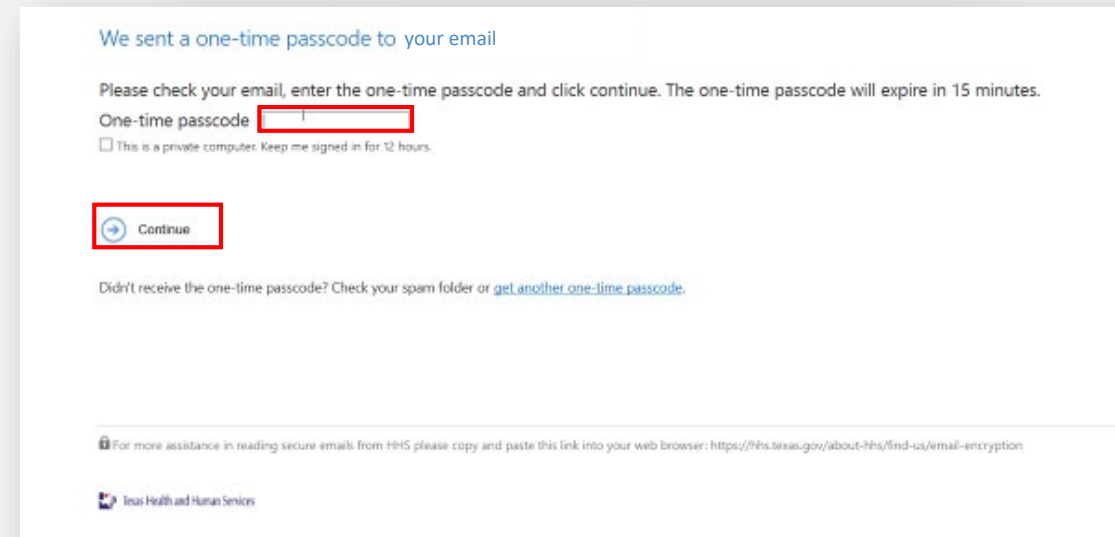 We sent a one-time passcode to your email
Please check your email, enter the one-time passcode and click continue. The one-time passcode will expire in 15 minutes.
One-time passcode
This is a private computer. Keep me signed in for 12 hours.
Continue
Didn't receive the one-time passcode? Check your spam folder or get another one-time passcode.
For more assistance in reading secure emails from HHS please copy and paste this link into your web browser: https://hhs.texas.gov/about-hhs/find-us/email-encryption
Texas Health and Human Services